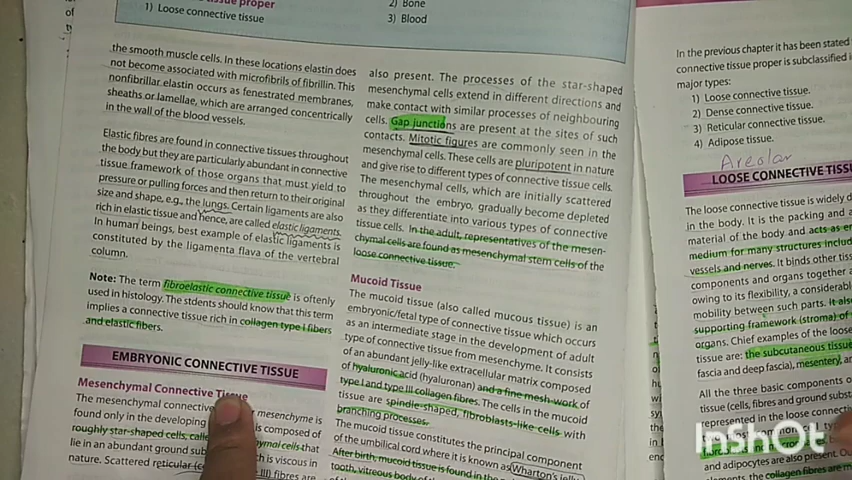 tissue proper
1) Loose connective tissue
2) Bone
3) Blood
the smooth muscle cells. In these locations elastin does
not become associated with microfibrils of fibrillin. This
nonfibrillar elastin occurs as fenestrated membranes,
sheaths or lamellae, which are arranged concentrically
in the wall of the blood vessels.
Elastic fibres are found in connective tissues throughout
the body but they are particularly abundant in connective
tissue framework of those organs that must yield to
pressure or pulling forces and then return to their original
size and shape, e.g., the lungs. Certain ligaments are also
rich in elastic tissue and hence, are called elastic ligaments.
In human beings, best example of elastic ligaments is
constituted by the ligamenta flava of the vertebral
column.
Note: The term fibroelastic connective tissue is oftenly
used in histology. The stdents should know that this term
implies a connective tissue rich in collagen type I fibers
and elastic fibers.
EMBRYONIC CONNECTIVE TISSUE
Mesenchymal Connective Tissue
The mesenchymal connective mesenchyme is
found only in the developing is composed of
roughly star-shaped cells, that
lie in an abundant ground which is viscous in
nature. Scattered III) fibres are
also present. The processes of the star-shaped
mesenchymal cells extend in different directions and
make contact with similar processes of neighbouring
cells. Gap junctions are present at the sites of such
contacts. Mitotic figures are commonly seen in the
mesenchymal cells. These cells are pluripotent in nature
and give rise to different types of connective tissue cells.
The mesenchymal cells, which are initially scattered
throughout the embryo, gradually become depleted
as they differentiate into various types of connective
tissue cells. In the adult, representatives of the mesen-
chymal cells are found as mesenchymal stem cells of the
loose connective tissue.
Mucoid Tissue
The mucoid tissue (also called mucous tissue) is an
embryonic/fetal type of connective tissue which occurs
as an intermediate stage in the development of adult
type of connective tissue from mesenchyme. It consists
of an abundant jelly-like extracellular matrix composed
of hyaluronic acid (hyaluronan) and a fine mesh-work of
type I and type III collagen fibres. The cells in the mucoid
tissue are spindle-shaped, fibroblasts-like cells with
branching processes.
The mucoid tissue constitutes the principal component
of the umbilical cord where it is known as Wharton's jelly
After birth, mucoid tissue is found in the
tooth, vitreous body of
In the previous chapter it has been stated
connective tissue proper is subclassified i
major types:
1) Loose connective tissue.
2) Dense connective tissue.
3) Reticular connective tissue.
4) Adipose tissue.
Areolar
LOOSE CONNECTIVE TISSU
The loose connective tissue is widely d
in the body. It is the packing and a
material of the body and acts as
medium for many structures includ
vessels and nerves. It binds other tiss
components and organs together a
owing to its flexibility, a considerabl
mobility between such parts. It also
supporting framework (stroma) of
organs. Chief examples of the loose
tissue are: the subcutaneous tissue
fascia and deep fascia), mesentery,
All the three basic components o
tissue (cells, fibres and ground subst
represented in the loose connecti
and adipocytes are also present.
elements, the collagen fibres are m
InShOt